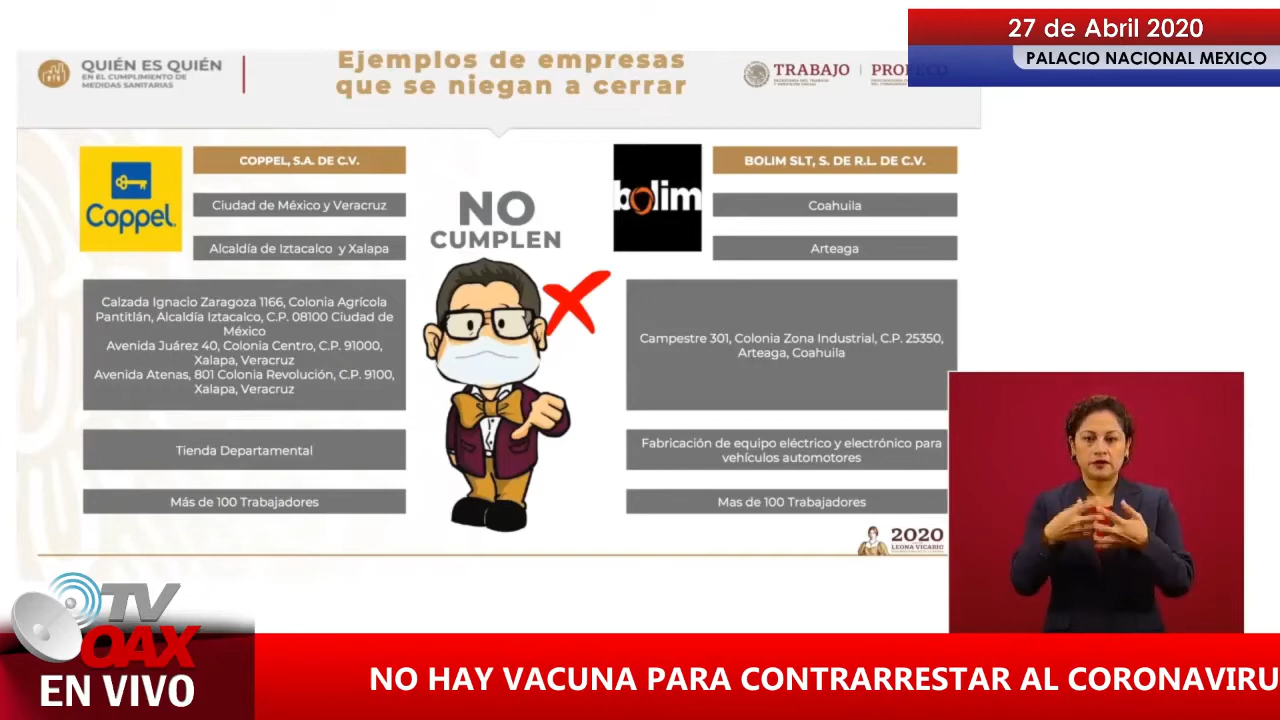 27 de Abril 2020
PALACIO NACIONAL MEXICO
QUIÉN ES QUIÉN
EN EL CUMPLIMIENTO DE
MEDIDAS SANITARIAS
Ejemplos de empresas
que se niegan a cerrar
TRABAJO
Coppel
COPPEL, S.A. DE C.V.
Ciudad de México y Veracruz
Alcaldía de Iztacalco y Xalapa
Calzada Ignacio Zaragoza 1166, Colonia Agrícola
Pantitlán, Alcaldía Iztacalco, C.P. 08100 Ciudad de
México
Avenida Juárez 40, Colonia Centro, C.P. 91000,
Xalapa, Veracruz
Avenida Atenas, 801 Colonia Revolución, C.P. 9100,
Xalapa, Veracruz
Tienda Departamental
Más de 100 Trabajadores
NO
CUMPLEN
bolim
BOLIM SLT, S. DE R.L. DE C.V.
Coahuila
Arteaga
Campestre 301, Colonia Zona Industrial, C.P. 25350,
Arteaga, Coahuila
Fabricación de equipo eléctrico y electrónico para
vehículos automotores
Mas de 100 Trabajadores
2020
LEONA VICARIO
TV
OAX
EN VIVO
NO HAY VACUNA PARA CONTRARRESTAR AL CORONAVIRU